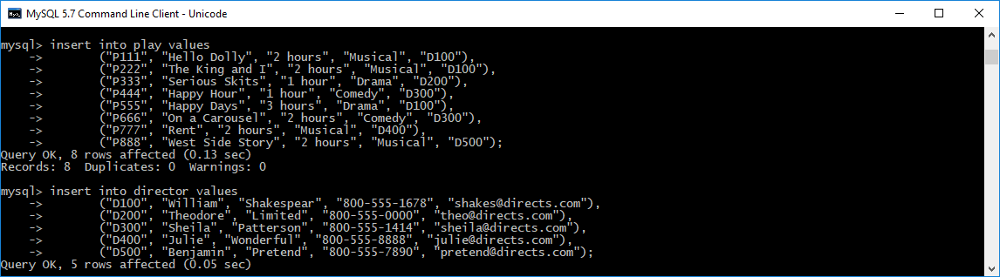 MySQL 5.7 Command Line Client - Unicode
mysql> insert into play values
    ->        ("P111", "Hello Dolly", "2 hours", "Musical", "D100"),
    ->        ("P222", "The King and I", "2 hours", "Musical", "D100"),
    ->        ("P333", "Serious Skits", "1 hour", "Drama", "D200"),
    ->        ("P444", "Happy Hour", "1 hour", "Comedy", "D300"),
    ->        ("P555", "Happy Days", "3 hours", "Drama", "D100"),
    ->        ("P666", "On a Carousel", "2 hours", "Comedy", "D300"),
    ->        ("P777", "Rent", "2 hours", "Musical", "D400"),
    ->        ("P888", "West Side Story", "2 hours", "Musical", "D500");
Query OK, 8 rows affected (0.13 sec)
Records: 8  Duplicates: 0  Warnings: 0
mysql> insert into director values
    ->        ("D100", "William", "Shakespear", "800-555-1678", "shakes@directs.com"),
    ->        ("D200", "Theodore", "Limited", "800-555-0000", "theo@directs.com"),
    ->        ("D300", "Sheila", "Patterson", "800-555-1414", "sheila@directs.com"),
    ->        ("D400", "Julie", "Wonderful", "800-555-8888", "julie@directs.com"),
    ->        ("D500", "Benjamin", "Pretend", "800-555-7890", "pretend@directs.com");
Query OK, 5 rows affected (0.05 sec)